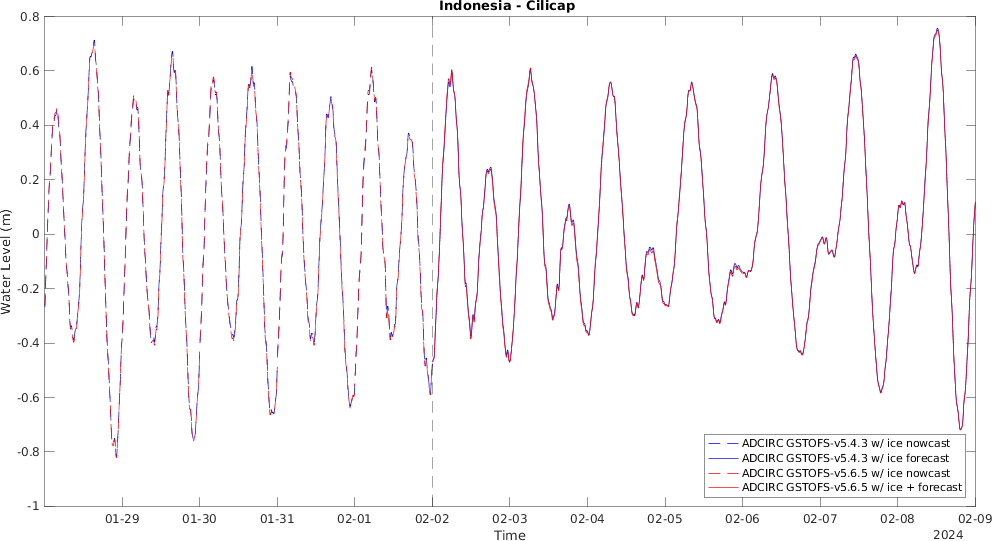 Indonesia - Cilicap
Water Level (m)
0.8
0.6
0.4
0.2
0
-0.2
-0.4
-0.6
-0.8
-1
ADCIRC GSTOFS-v5.4.3 w/ ice nowcast
ADCIRC GSTOFS-v5.4.3 w/ ice forecast
ADCIRC GSTOFS-v5.6.5 w/ ice nowcast
ADCIRC GSTOFS-v5.6.5 w/ ice + forecast
01-29 01-30 01-31 02-01 02-02 02-03 02-04 02-05 02-06 02-07 02-08 02-09
Time
2024